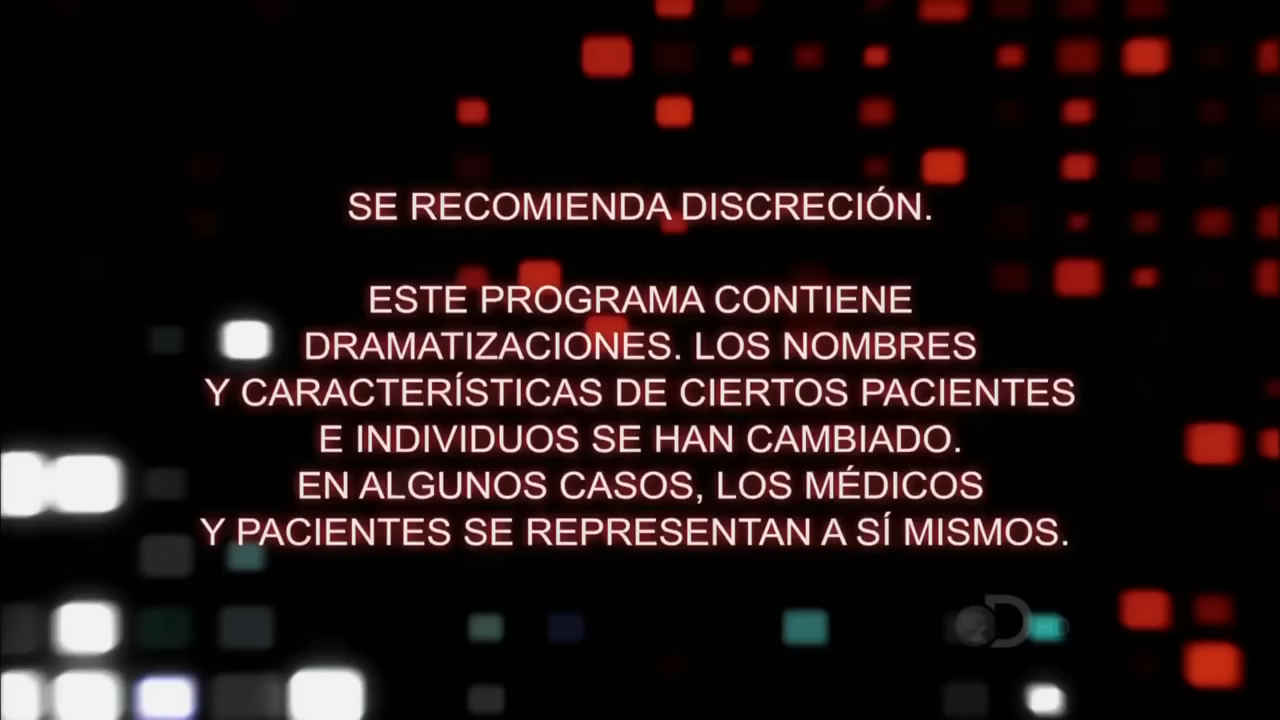 SE RECOMIENDA DISCRECIÓN.
ESTE PROGRAMA CONTIENE
DRAMATIZACIONES. LOS NOMBRES
Y CARACTERÍSTICAS DE CIERTOS PACIENTES
E INDIVIDUOS SE HAN CAMBIADO.
EN ALGUNOS CASOS, LOS MÉDICOS
Y PACIENTES SE REPRESENTAN A SÍ MISMOS.